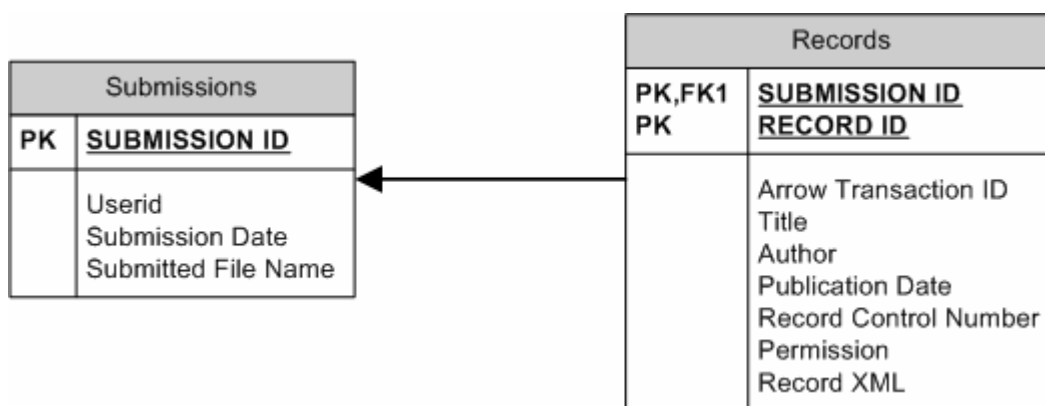 Submissions
PK SUBMISSION ID
Userid
Submission Date
Submitted File Name
Records
PK,FK1 SUBMISSION ID
PK RECORD ID
Arrow Transaction ID
Title
Author
Publication Date
Record Control Number
Permission
Record XML